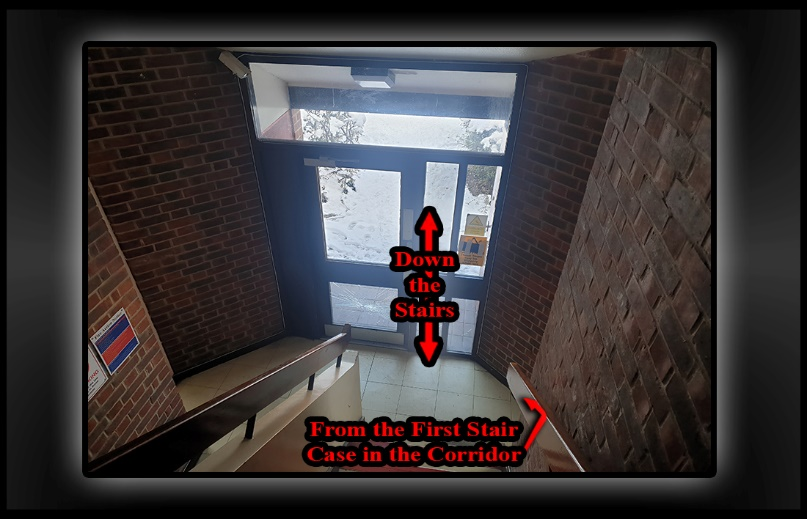 Down
the
Stairs
From the First Stair
Case in the Corridor